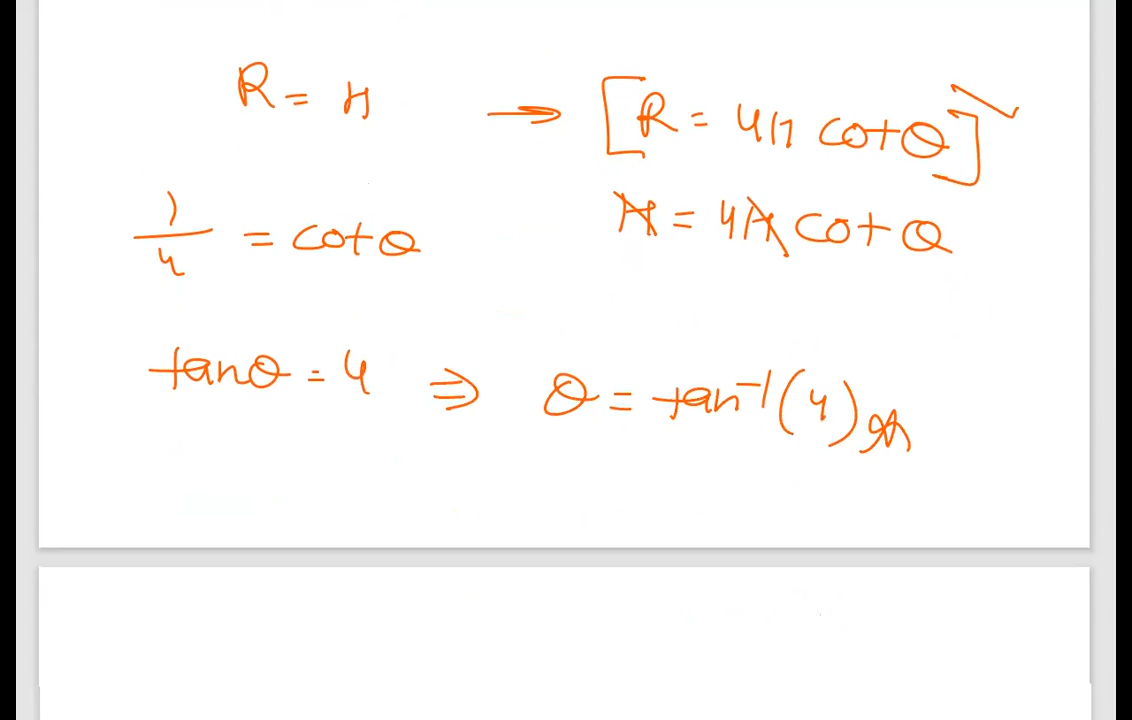 R = H → [R = 4H cotθ]
H = 4H cotθ
1/4 = cotθ
tanθ = 4 ⇒ θ = tan⁻¹(4)